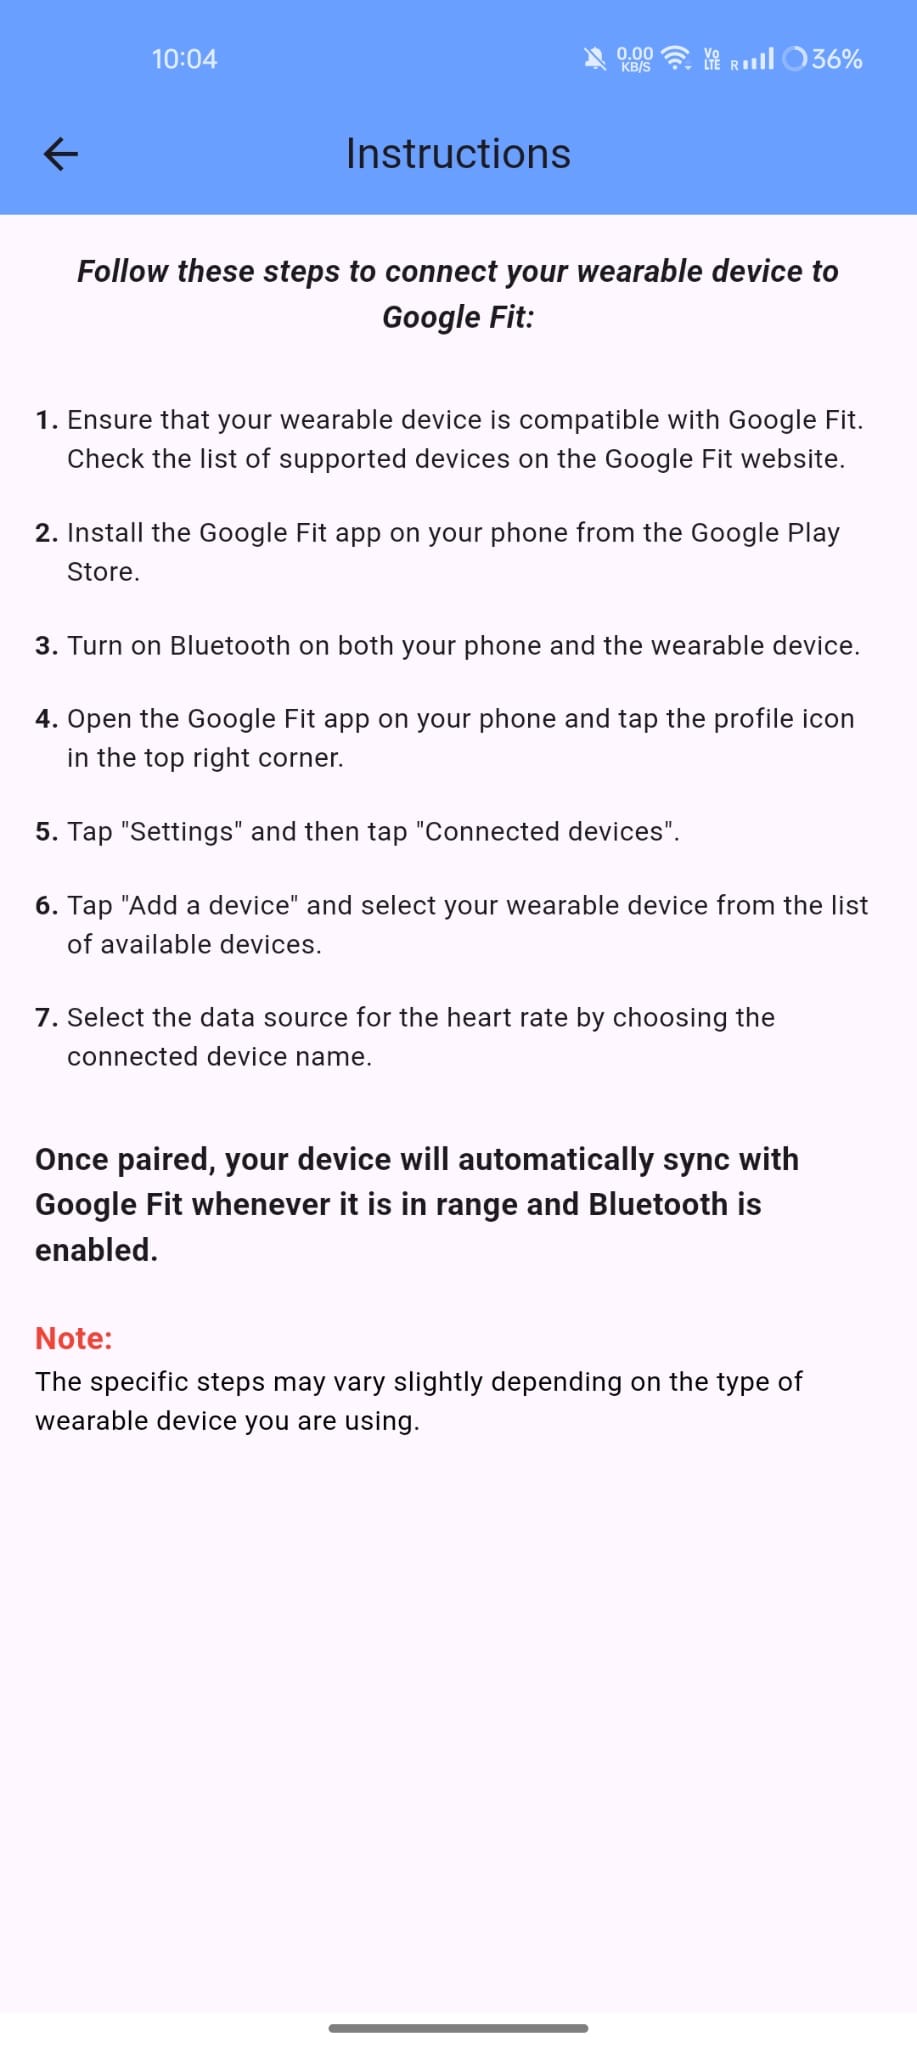 10:04
0.00
KB/S
Vo
LTE
R
36%
Instructions
Follow these steps to connect your wearable device to
Google Fit:
1. Ensure that your wearable device is compatible with Google Fit.
Check the list of supported devices on the Google Fit website.
2. Install the Google Fit app on your phone from the Google Play
Store.
3. Turn on Bluetooth on both your phone and the wearable device.
4. Open the Google Fit app on your phone and tap the profile icon
in the top right corner.
5. Tap "Settings" and then tap "Connected devices".
6. Tap "Add a device" and select your wearable device from the list
of available devices.
7. Select the data source for the heart rate by choosing the
connected device name.
Once paired, your device will automatically sync with
Google Fit whenever it is in range and Bluetooth is
enabled.
Note:
The specific steps may vary slightly depending on the type of
wearable device you are using.